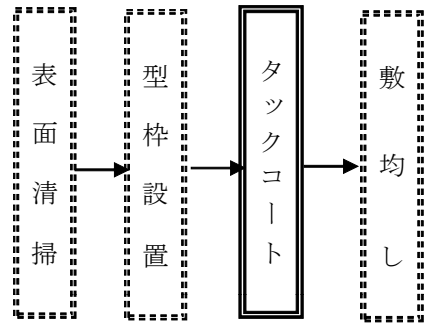 表面清掃
型枠設置
タックコート
敷均し